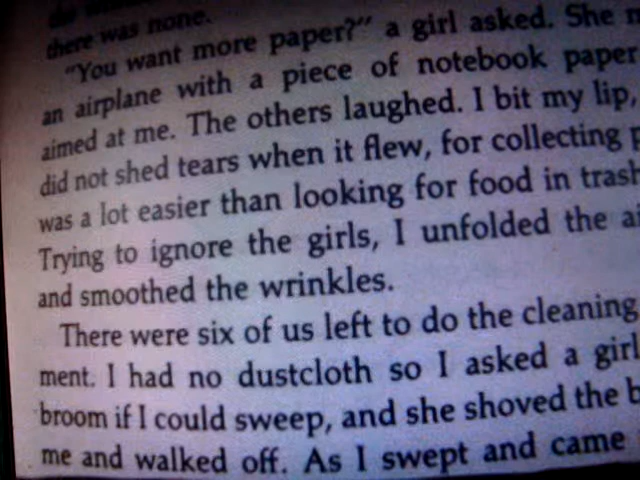 there was none.
"You want more paper?" a girl asked. She
an airplane with a piece of notebook paper
aimed at me. The others laughed. I bit my lip,
did not shed tears when it flew, for collecting
was a lot easier than looking for food in trash
Trying to ignore the girls, I unfolded the
and smoothed the wrinkles.
There were six of us left to do the cleaning
ment. I had no dustcloth so I asked a girl
broom if I could sweep, and she shoved the
me and walked off. As I swept and came